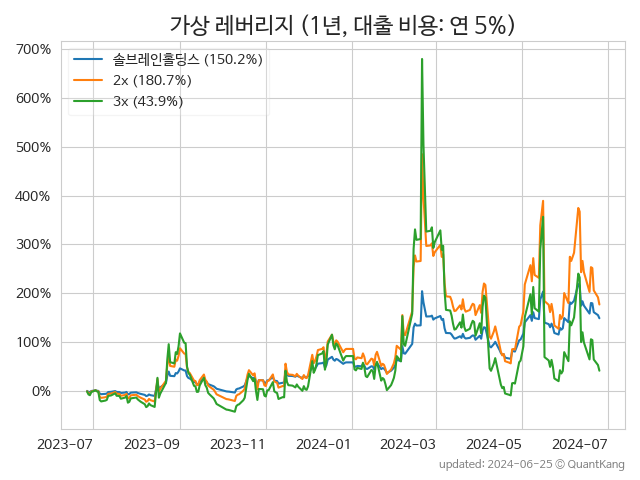 가상 레버리지 (1년, 대출 비용: 연 5%)
솔브레인홀딩스 (150.2%)
2x (180.7%)
3x (43.9%)
700%
600%
500%
400%
300%
200%
100%
0%
2023-07 2023-09 2023-11 2024-01 2024-03 2024-05 2024-07
updated: 2024-06-25 © QuantKang